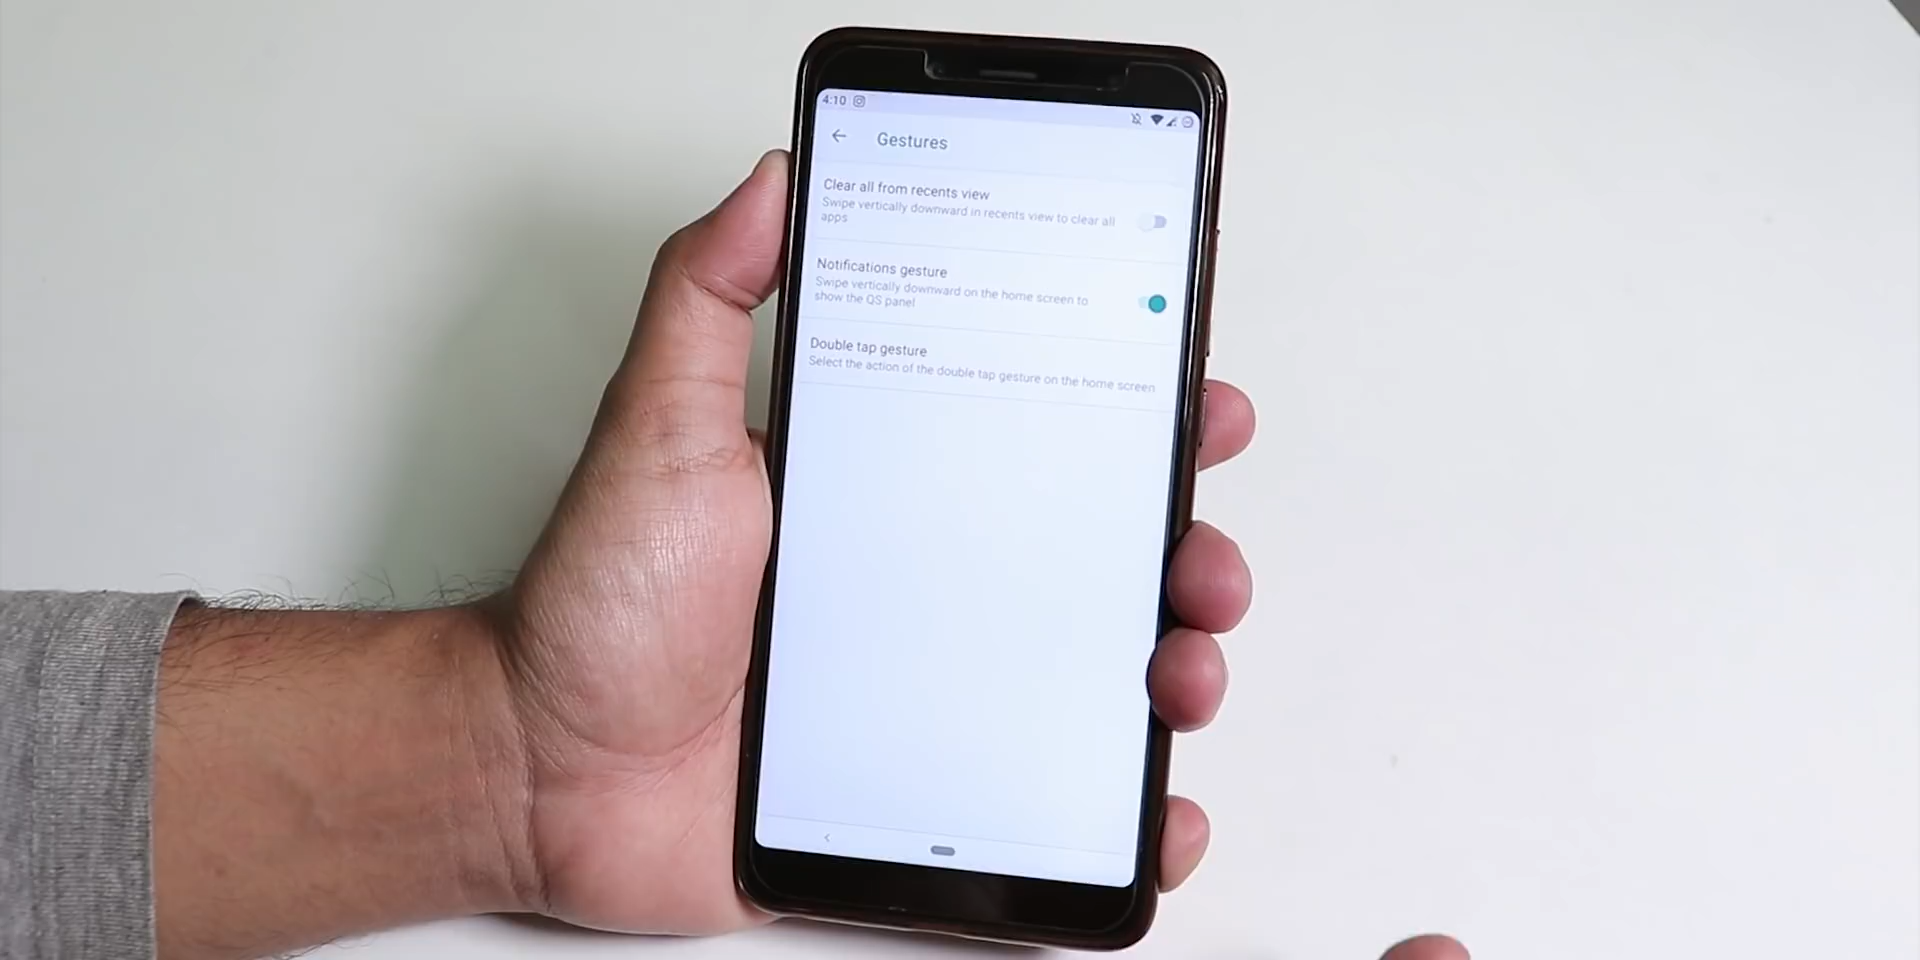 4:10
Gestures
Clear all from recents view
Swipe vertically downward in recents view to clear all
apps
Notifications gesture
Swipe vertically downward on the home screen to
show the QS panel
Double tap gesture
Select the action of the double tap gesture on the home screen